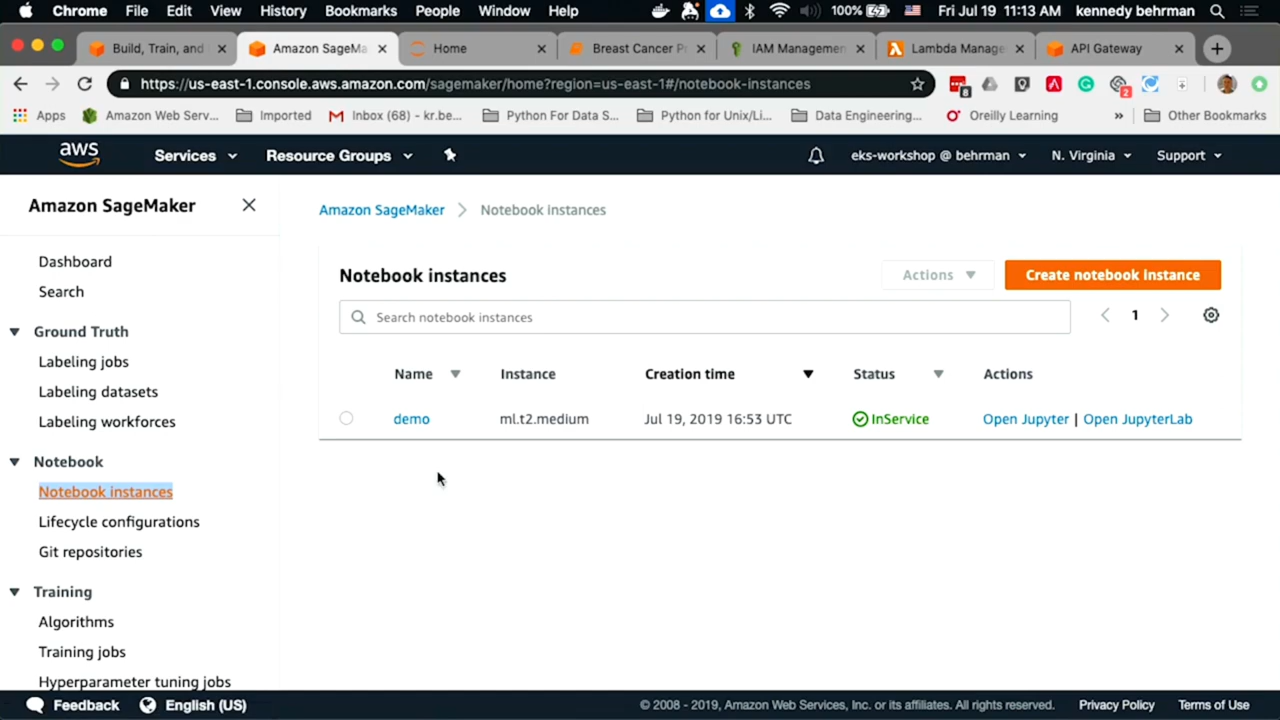 Chrome File Edit View History Bookmarks People Window Help 100% Fri Jul 19 11:13 AM kennedy behrman
Build, Train, and Amazon SageMa Home Breast Cancer P IAM Managemen Lambda Manage API Gateway
https://us-east-1.console.aws.amazon.com/sagemaker/home?region=us-east-1#/notebook-instances
Apps Amazon Web Serv... Imported Inbox (68) - kr.be... Python For Data S... Python for Unix/Li... Data Engineering... Oreilly Learning » Other Bookmarks
aws Services Resource Groups eks-workshop @ behrman N. Virginia Support
Amazon SageMaker
Amazon SageMaker Notebook instances
Dashboard
Search
Ground Truth
Labeling jobs
Labeling datasets
Labeling workforces
Notebook
Notebook instances
Lifecycle configurations
Git repositories
Training
Algorithms
Training jobs
Hyperparameter tuning jobs
Notebook instances Actions Create notebook instance
Search notebook instances 1
Name Instance Creation time Status Actions
demo ml.t2.medium Jul 19, 2019 16:53 UTC InService Open Jupyter | Open JupyterLab
Feedback English (US) © 2008 - 2019, Amazon Web Services, Inc. or its affiliates. All rights reserved. Privacy Policy Terms of Use